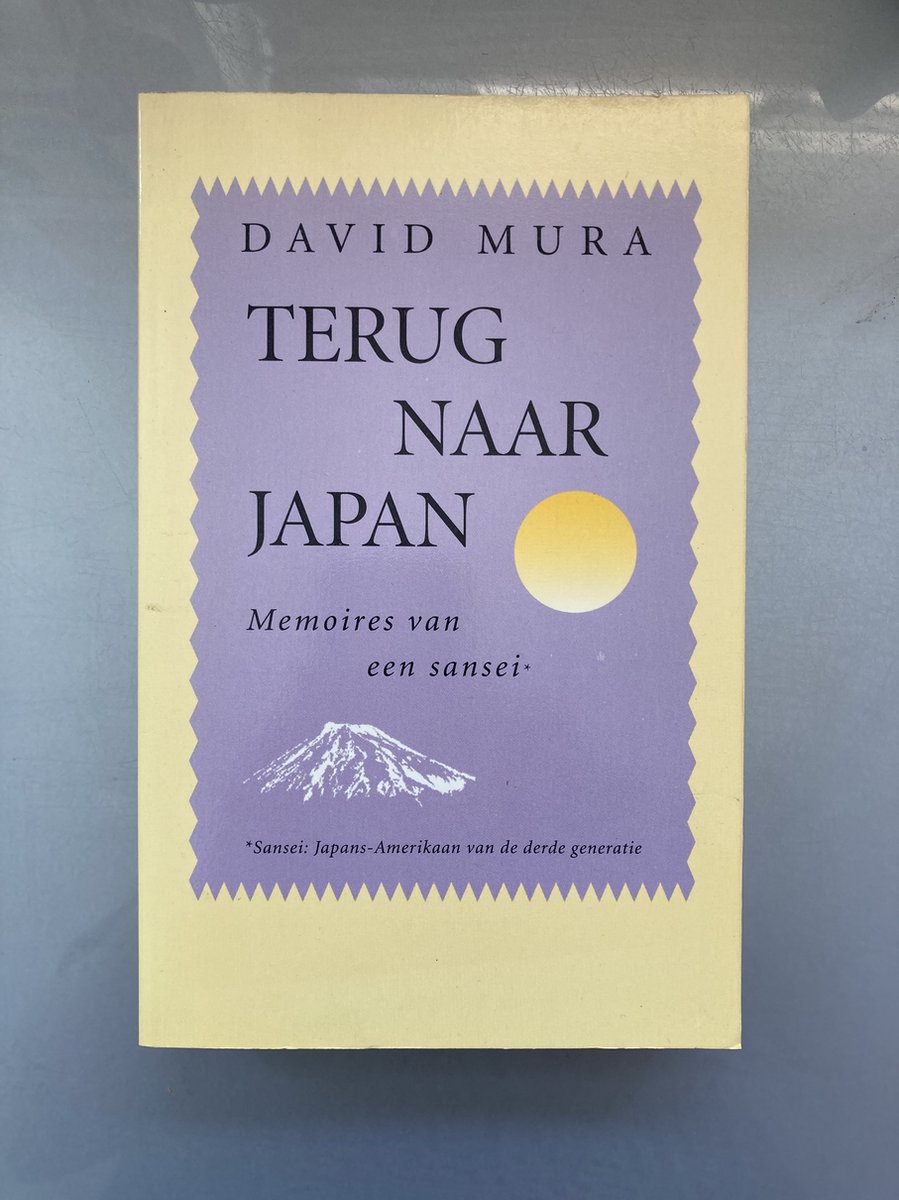 DAVID MURA
TERUG
NAAR
JAPAN
Memoires van
een sansei*
*Sansei: Japans-Amerikaan van de derde generatie